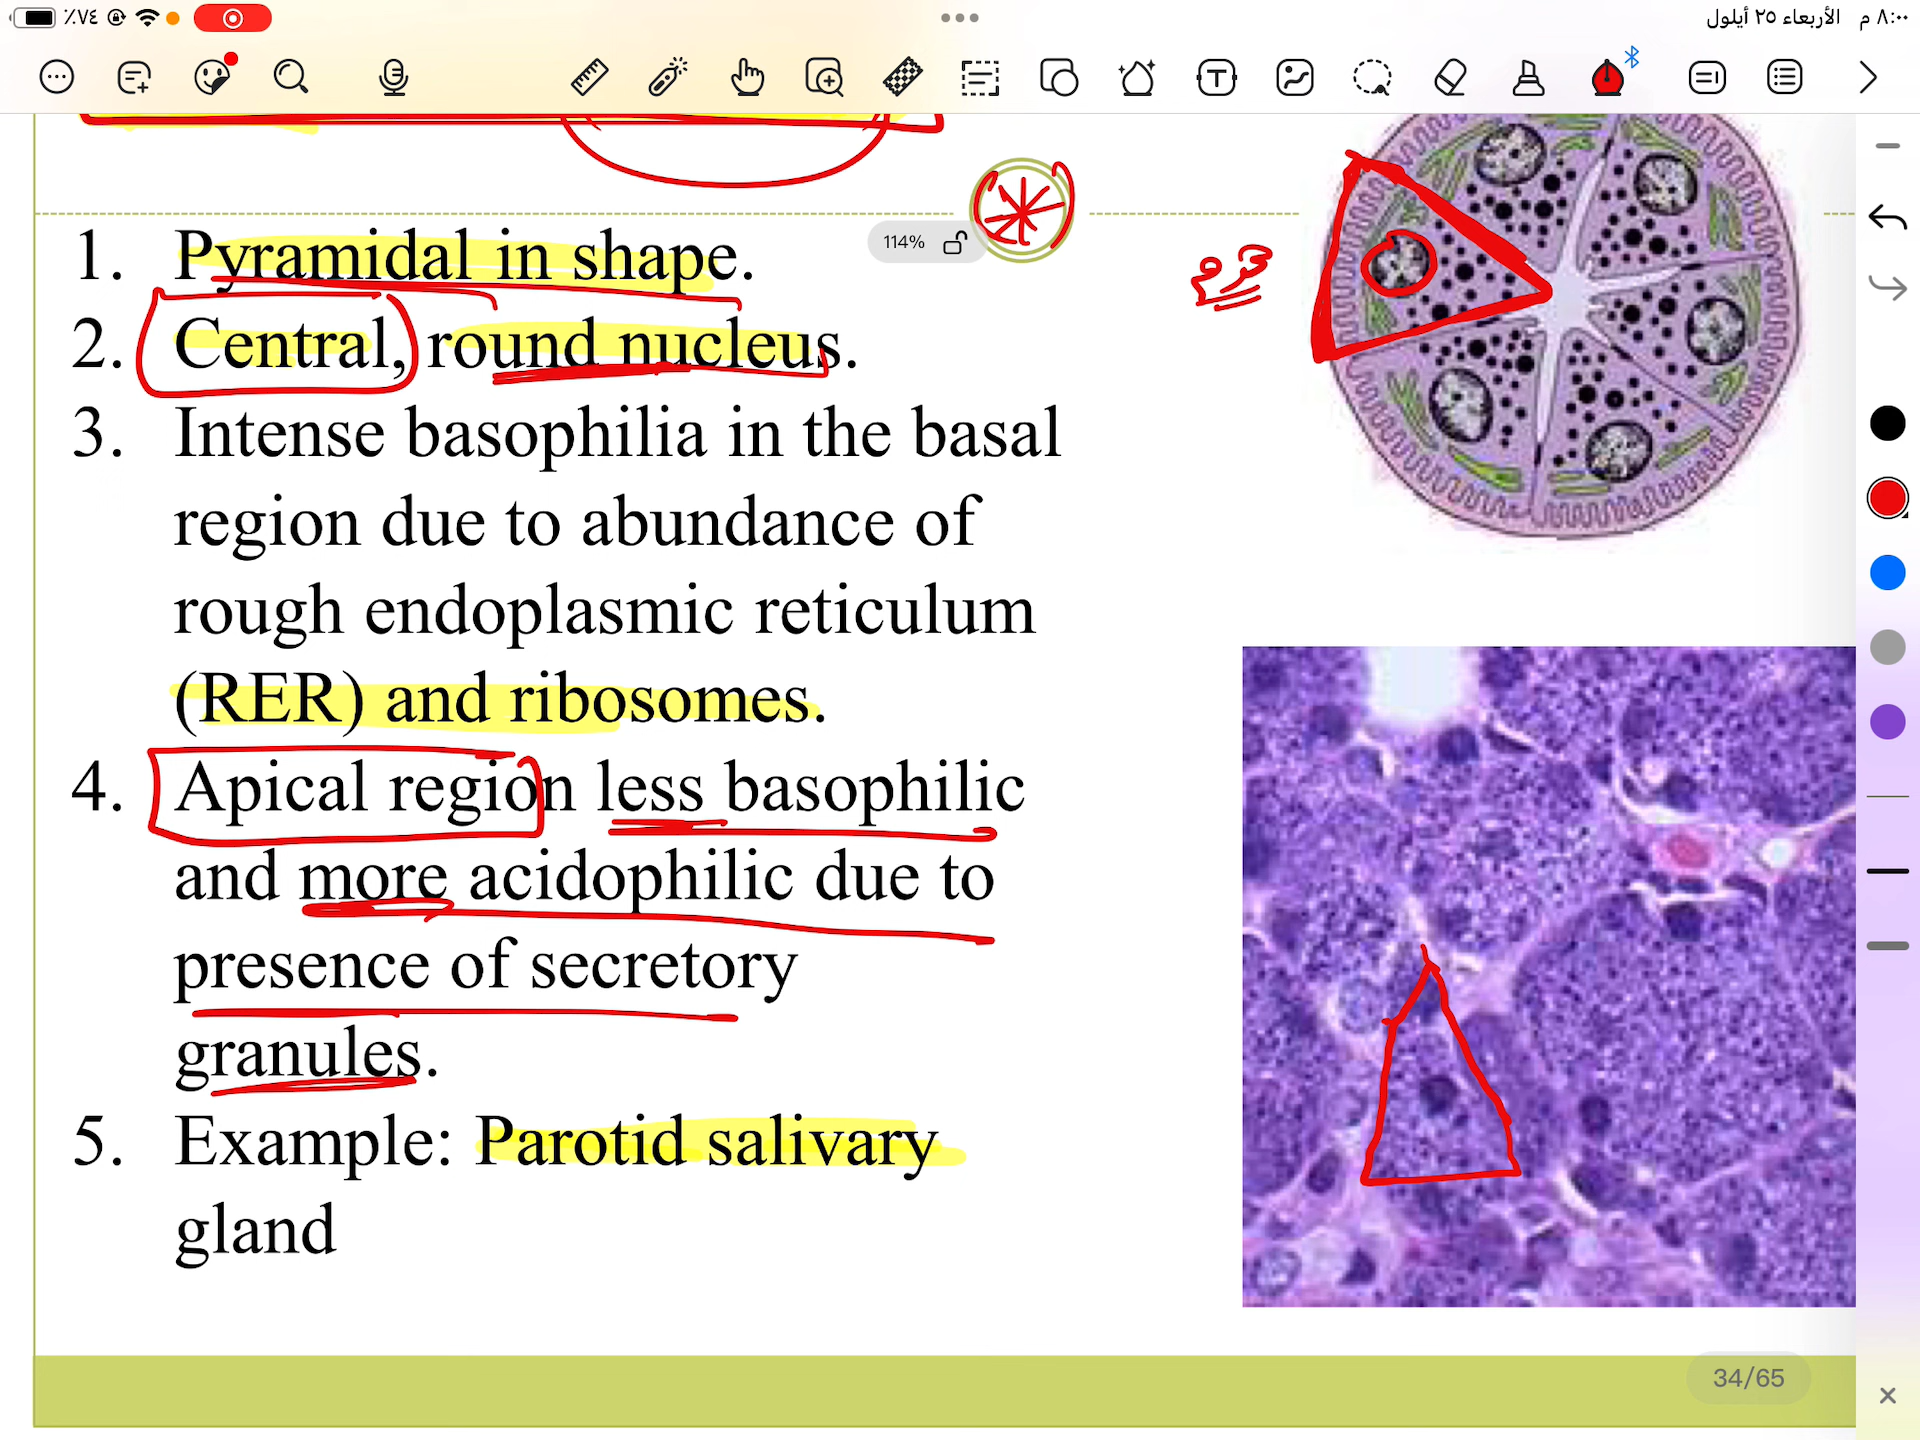 ٪٧٤
٨:٠٠ م الأربعاء ٢٥ أيلول
114%
1. Pyramidal in shape.
2. Central, round nucleus.
3. Intense basophilia in the basal
region due to abundance of
rough endoplasmic reticulum
(RER) and ribosomes.
4. Apical region less basophilic
and more acidophilic due to
presence of secretory
granules.
5. Example: Parotid salivary
gland
34/65